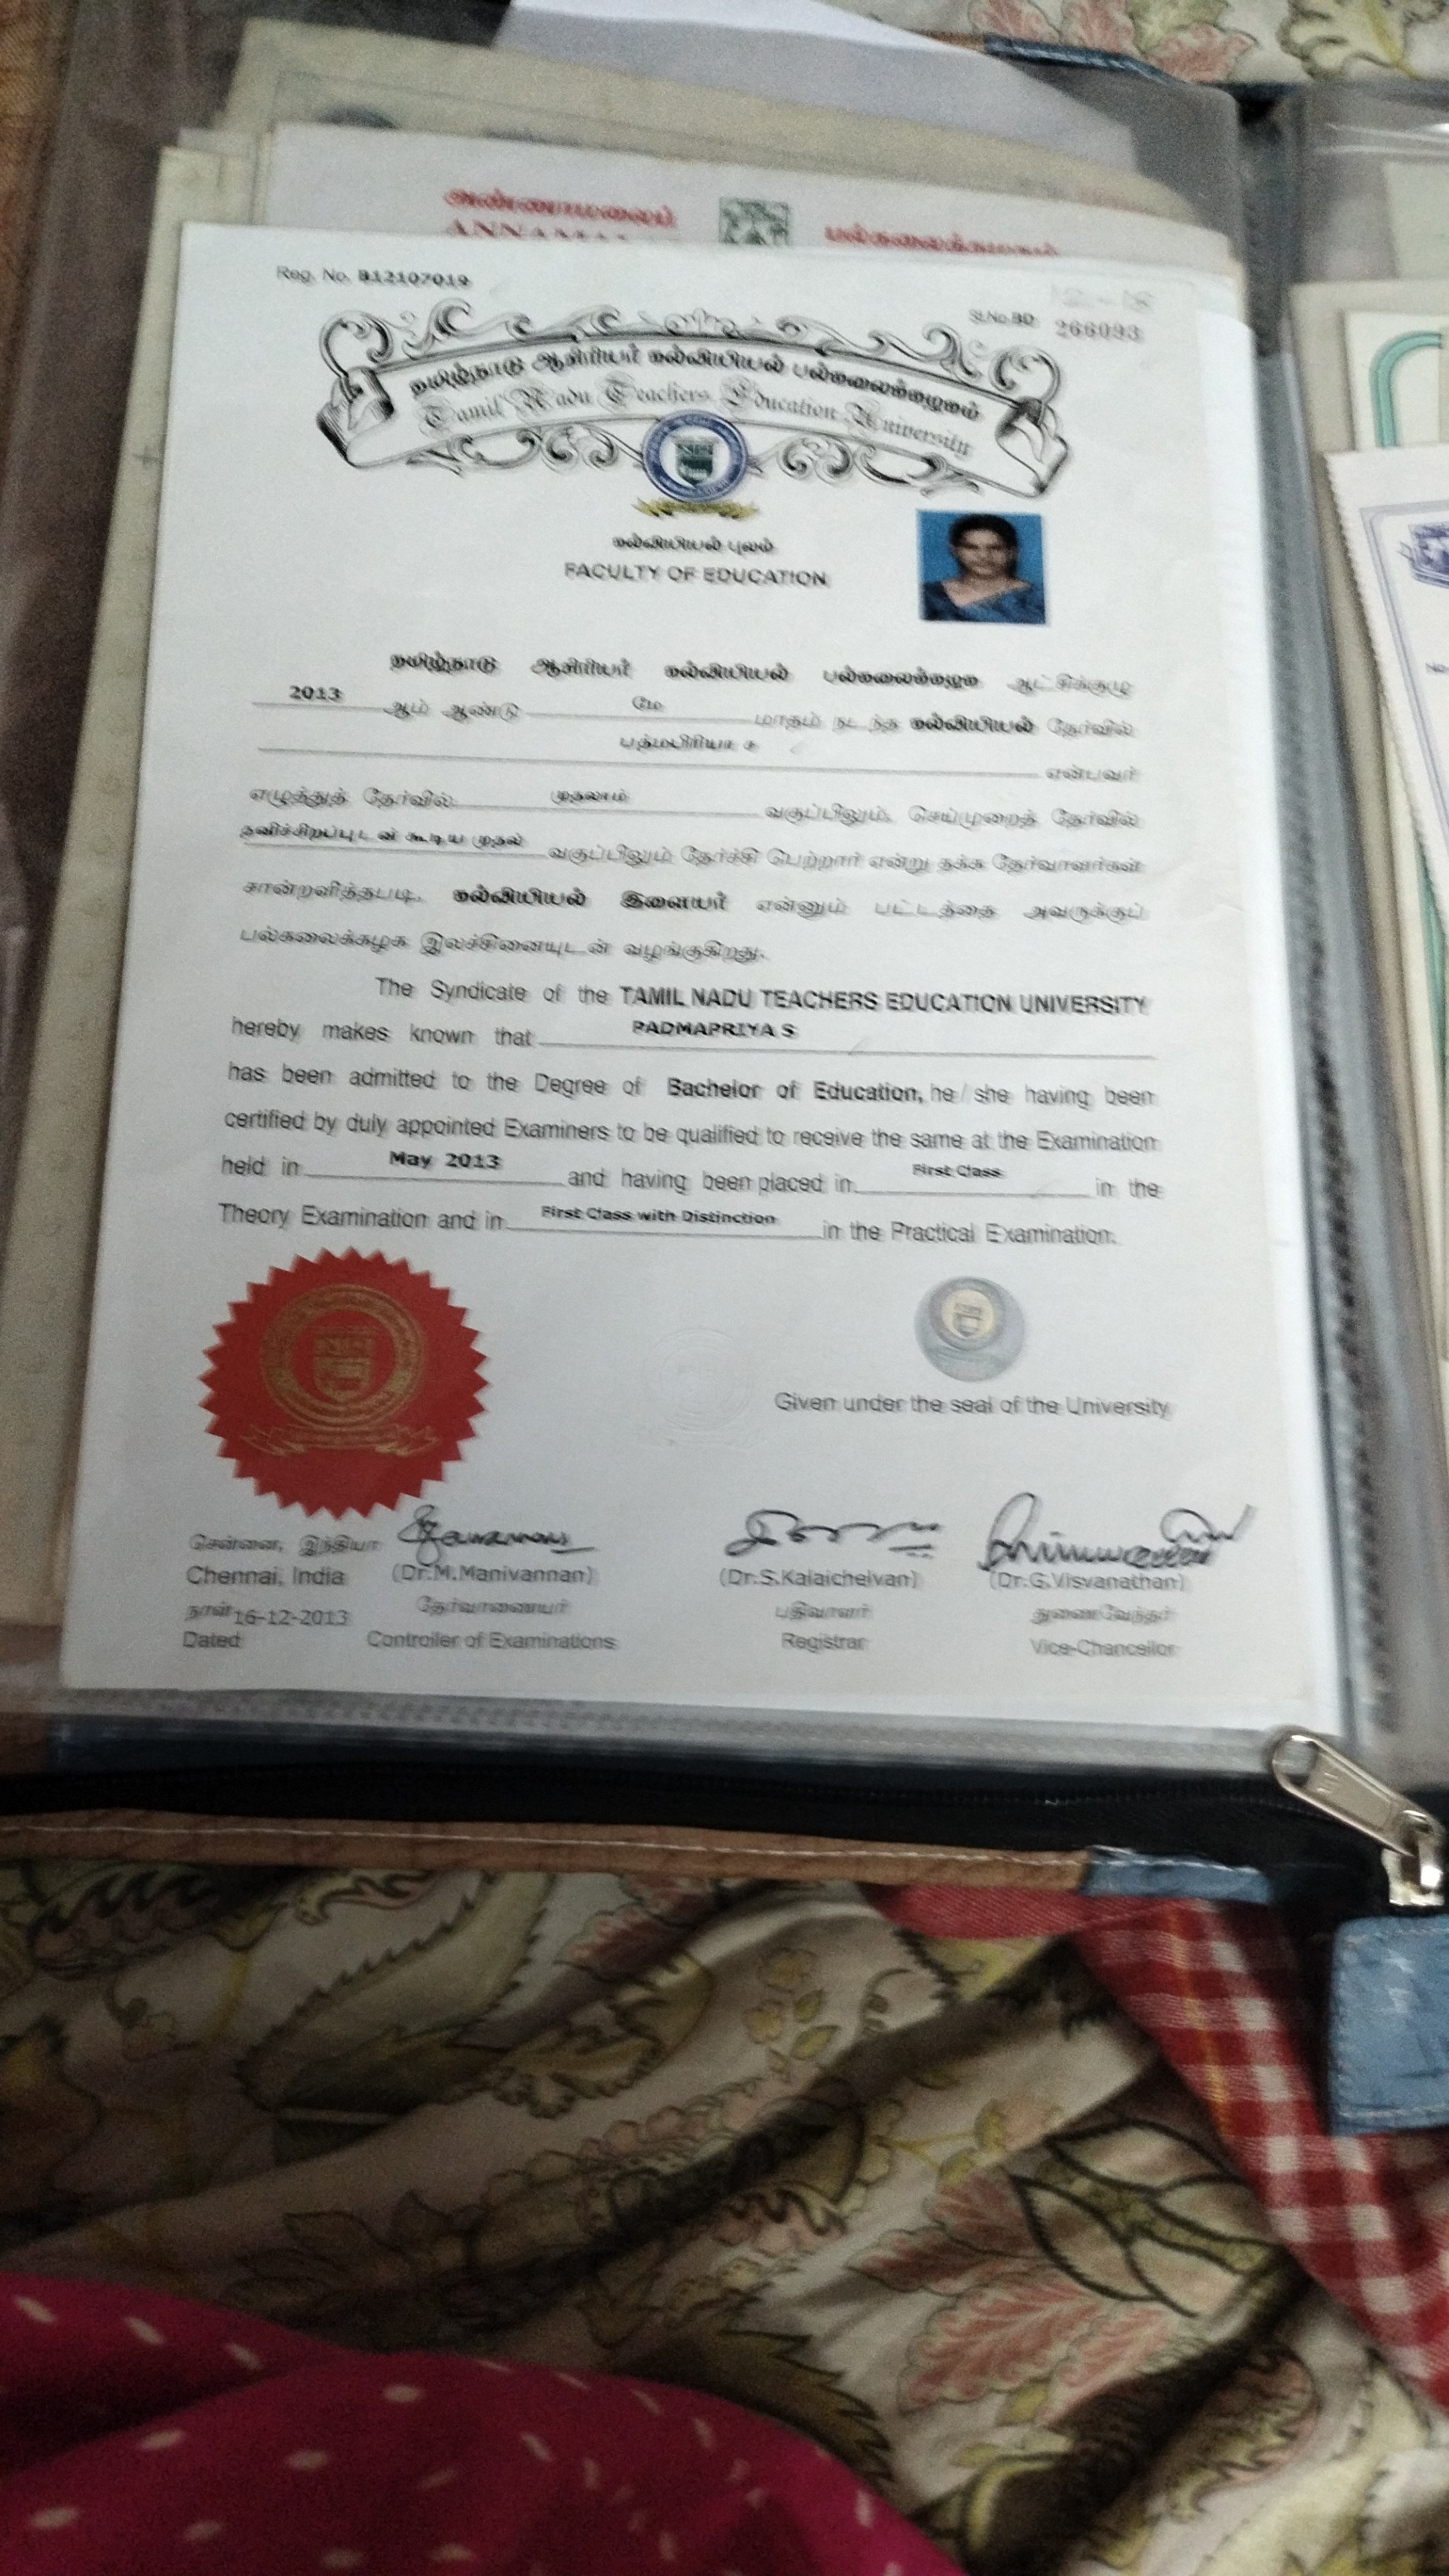 அண்ணாமலைப் பல்கலைக்கழகம்
Reg. No. B12107019
Sl.No.BD 266093
தமிழ்நாடு ஆசிரியர் கல்வியியல் பல்கலைக்கழகம்
Tamil Nadu Teachers Education University
கல்வியியல் புலம்
FACULTY OF EDUCATION
தமிழ்நாடு ஆசிரியர் கல்வியியல் பல்கலைக்கழக ஆட்சிக்குழு
2013 ஆம் ஆண்டு மே மாதம் நடந்த கல்வியியல் தேர்வில்
பத்மபிரியா ச என்பவர்
எழுத்துத் தேர்வில் முதலாம் வகுப்பிலும், செய்முறைத் தேர்வில்
தனிச்சிறப்புடன் கூடிய முதல் வகுப்பிலும் தேர்ச்சி பெற்றார் என்று தக்க தேர்வாளர்கள்
சான்றளித்தபடி, கல்வியியல் இளையர் என்னும் பட்டத்தை அவருக்குப்
பல்கலைக்கழக இலச்சினையுடன் வழங்குகிறது.
The Syndicate of the TAMIL NADU TEACHERS EDUCATION UNIVERSITY
hereby makes known that PADMAPRIYA S
has been admitted to the Degree of Bachelor of Education, he / she having been
certified by duly appointed Examiners to be qualified to receive the same at the Examination
held in May 2013 and having been placed in First Class in the
Theory Examination and in First Class with Distinction in the Practical Examination.
Given under the seal of the University
சென்னை, இந்தியா
Chennai, India (Dr.M.Manivannan) (Dr.S.Kalaichelvan) (Dr.G.Visvanathan)
நாள் 16-12-2013 தேர்வாணையர் பதிவாளர் துணைவேந்தர்
Dated Controller of Examinations Registrar Vice-Chancellor